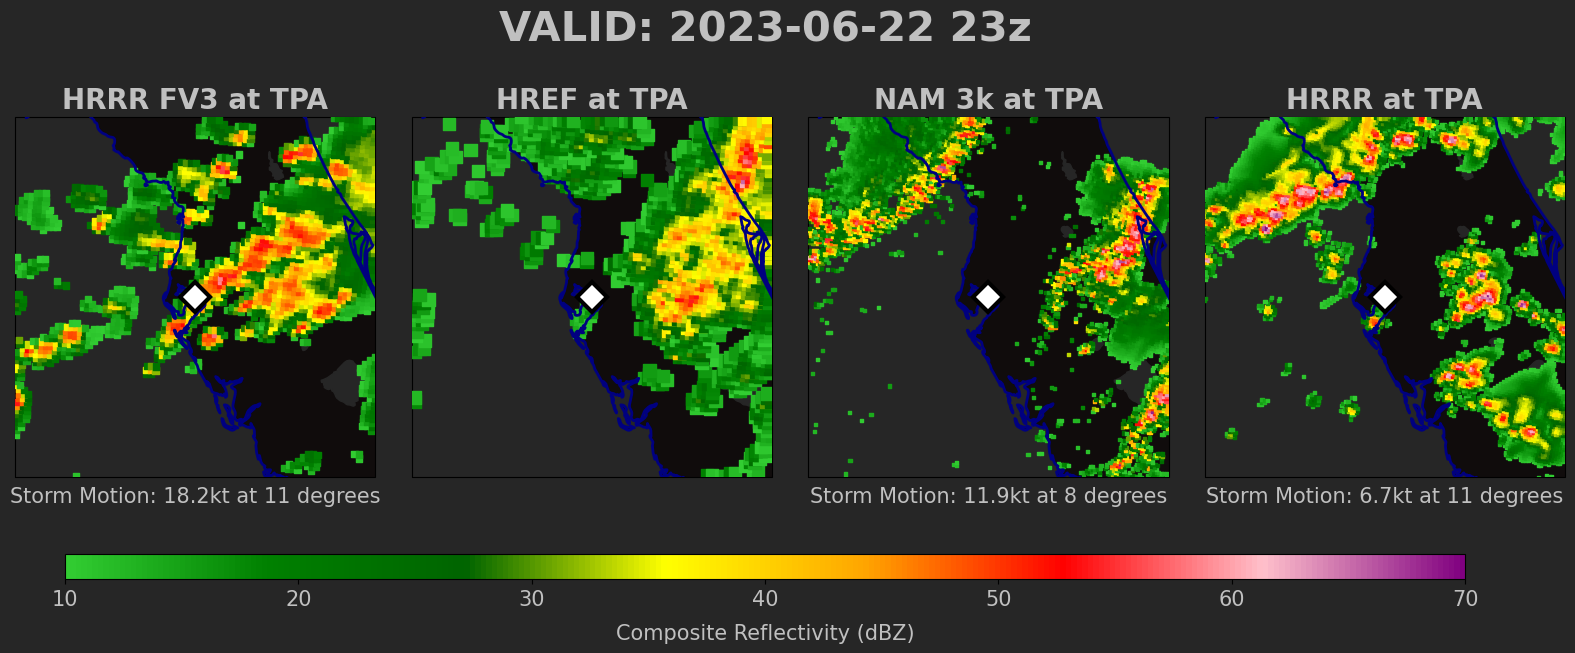 VALID: 2023-06-22 23z
HRRR FV3 at TPA
HREF at TPA
NAM 3k at TPA
HRRR at TPA
Storm Motion: 18.2kt at 11 degrees
Storm Motion: 11.9kt at 8 degrees
Storm Motion: 6.7kt at 11 degrees
10 20 30 40 50 60 70
Composite Reflectivity (dBZ)